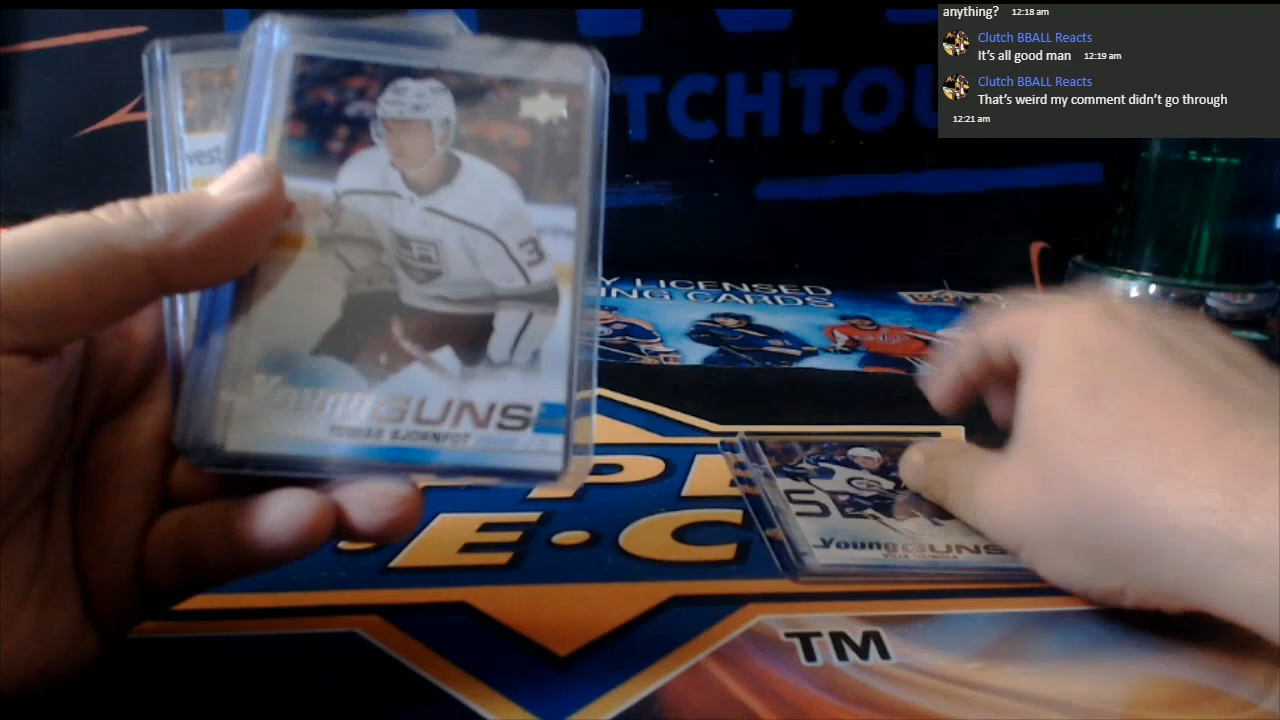 anything? 12:18 am
Clutch BBALL Reacts
It's all good man 12:19 am
Clutch BBALL Reacts
That's weird my comment didn't go through
12:21 am
TCHTOU
Y LICENSED
ING CARDS
vest
3
Young GUNS
TOBIAS BJORNFOT
5
Young GUNS
E•C
TM